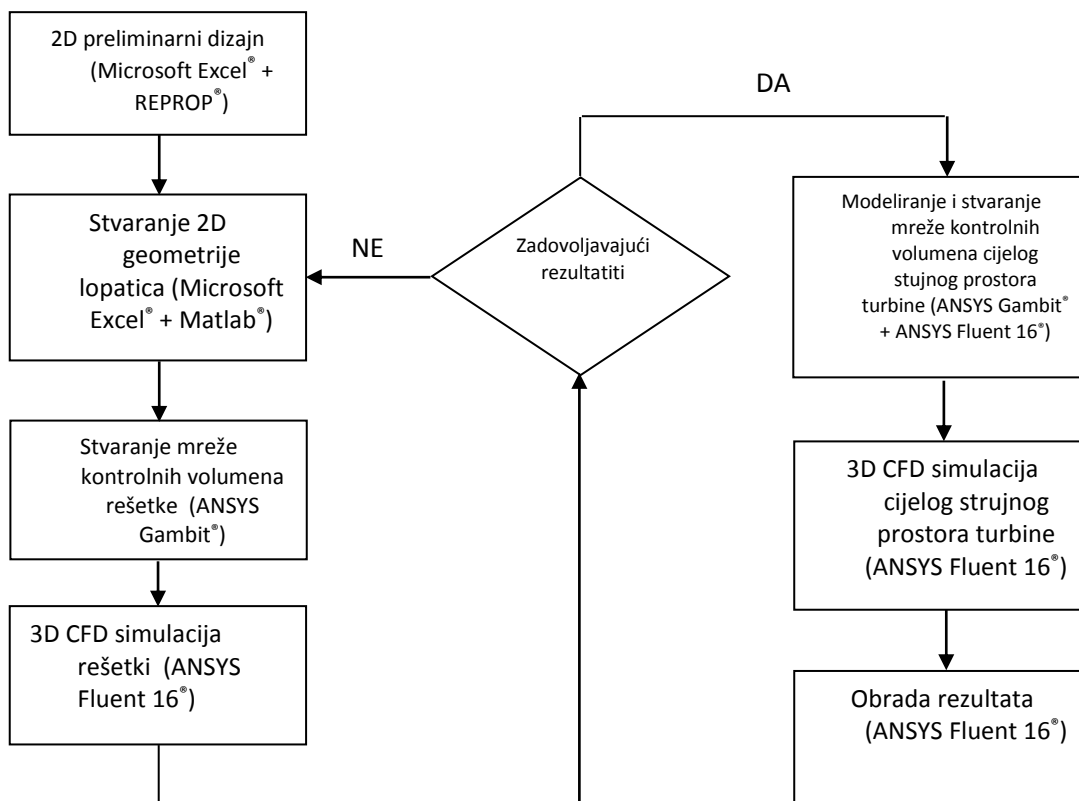 2D preliminarni dizajn
(Microsoft Excel® +
REPROP®)
Stvaranje 2D
geometrije
lopatica (Microsoft
Excel® + Matlab®)
Stvaranje mreže
kontrolnih volumena
rešetke (ANSYS
Gambit®)
3D CFD simulacija
rešetki (ANSYS
Fluent 16®)
NE
Zadovoljavajući
rezultatiti
DA
Modeliranje i stvaranje
mreže kontrolnih
volumena cijelog
stujnog prostora
turbine (ANSYS Gambit®
+ ANSYS Fluent 16®)
3D CFD simulacija
cijelog strujnog
prostora turbine
(ANSYS Fluent 16®)
Obrada rezultata
(ANSYS Fluent 16®)